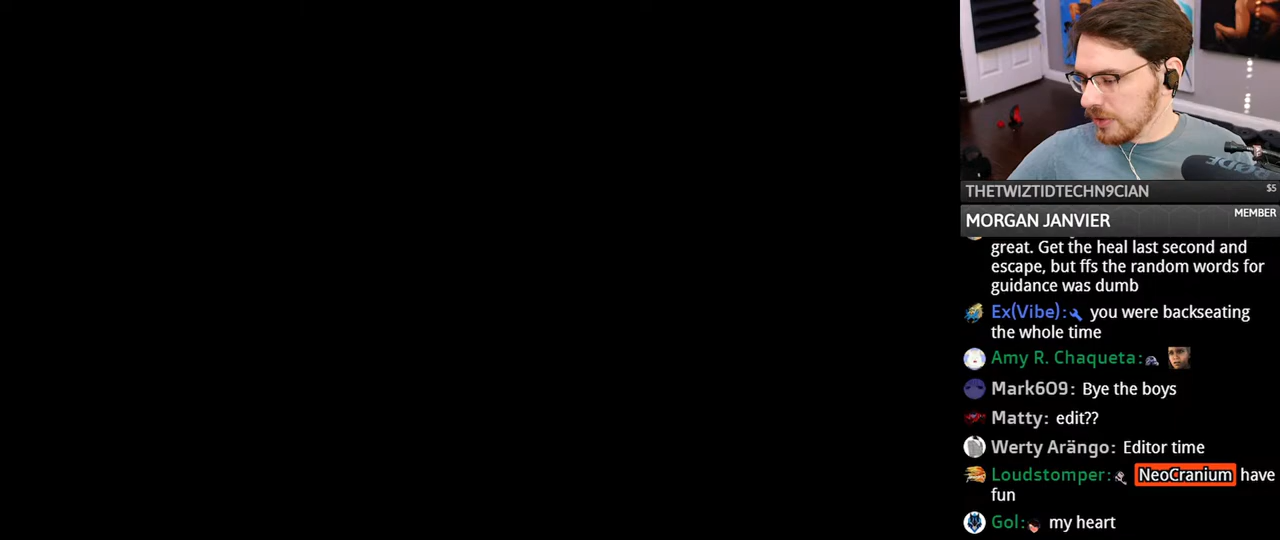 RØDE
THETWIZTIDTECHN9CIAN $5
MORGAN JANVIER MEMBER
great. Get the heal last second and
escape, but ffs the random words for
guidance was dumb
Ex(Vibe): you were backseating
the whole time
Amy R. Chaqueta:
Mark609: Bye the boys
Matty: edit??
Werty Arängo: Editor time
Loudstomper: NeoCranium have
fun
Gol: my heart